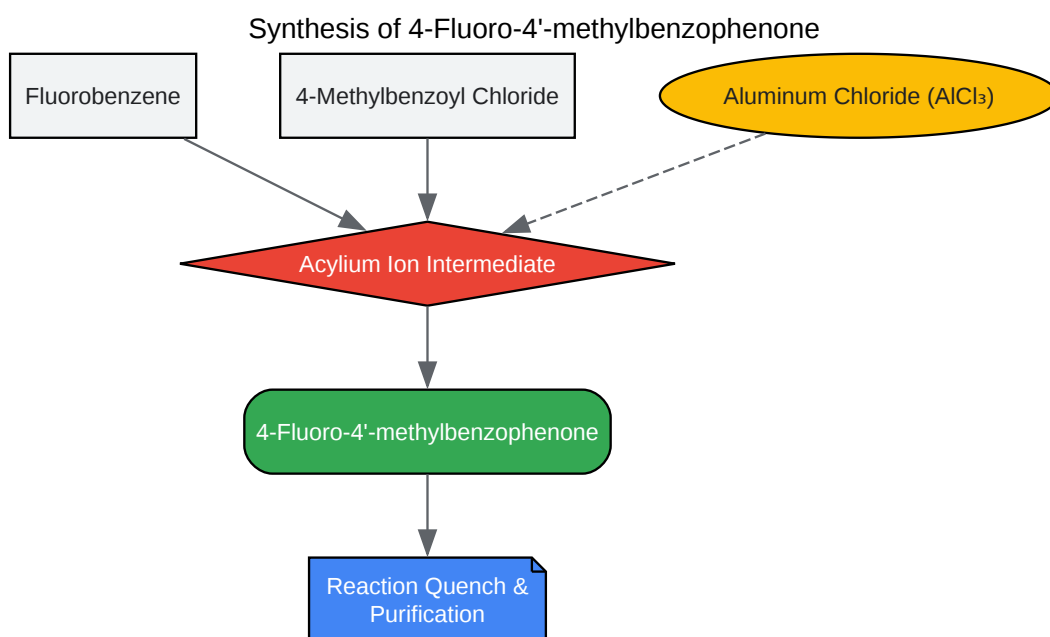 Synthesis of 4-Fluoro-4'-methylbenzophenone
Fluorobenzene
4-Methylbenzoyl Chloride
Aluminum Chloride (AlCl₃)
Acylium Ion Intermediate
4-Fluoro-4'-methylbenzophenone
Reaction Quench &
Purification